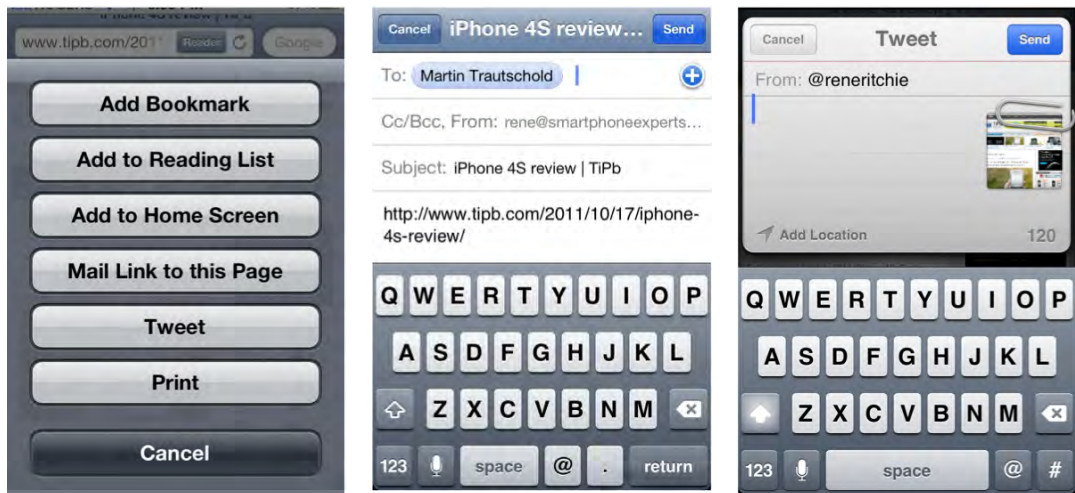 www.tipb.com/201
Reader
Google
Add Bookmark
Add to Reading List
Add to Home Screen
Mail Link to this Page
Tweet
Print
Cancel
Cancel iPhone 4S review... Send
To: Martin Trautschold
Cc/Bcc, From: rene@smartphoneexperts...
Subject: iPhone 4S review | TiPb
http://www.tipb.com/2011/10/17/iphone-
4s-review/
Q W E R T Y U I O P
A S D F G H J K L
Z X C V B N M
123 space @ . return
Cancel Tweet Send
From: @reneritchie
Add Location 120
Q W E R T Y U I O P
A S D F G H J K L
Z X C V B N M
123 space @ #